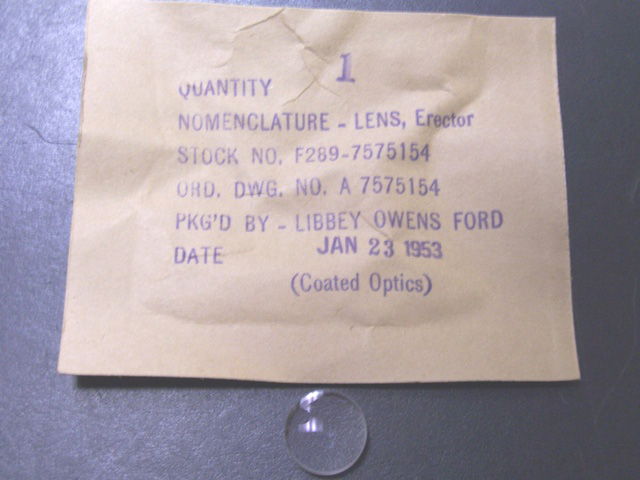 QUANTITY 1
NOMENCLATURE - LENS, Erector
STOCK NO. F289-7575154
ORD. DWG. NO. A 7575154
PKG'D BY - LIBBEY OWENS FORD
DATE JAN 23 1953
(Coated Optics)